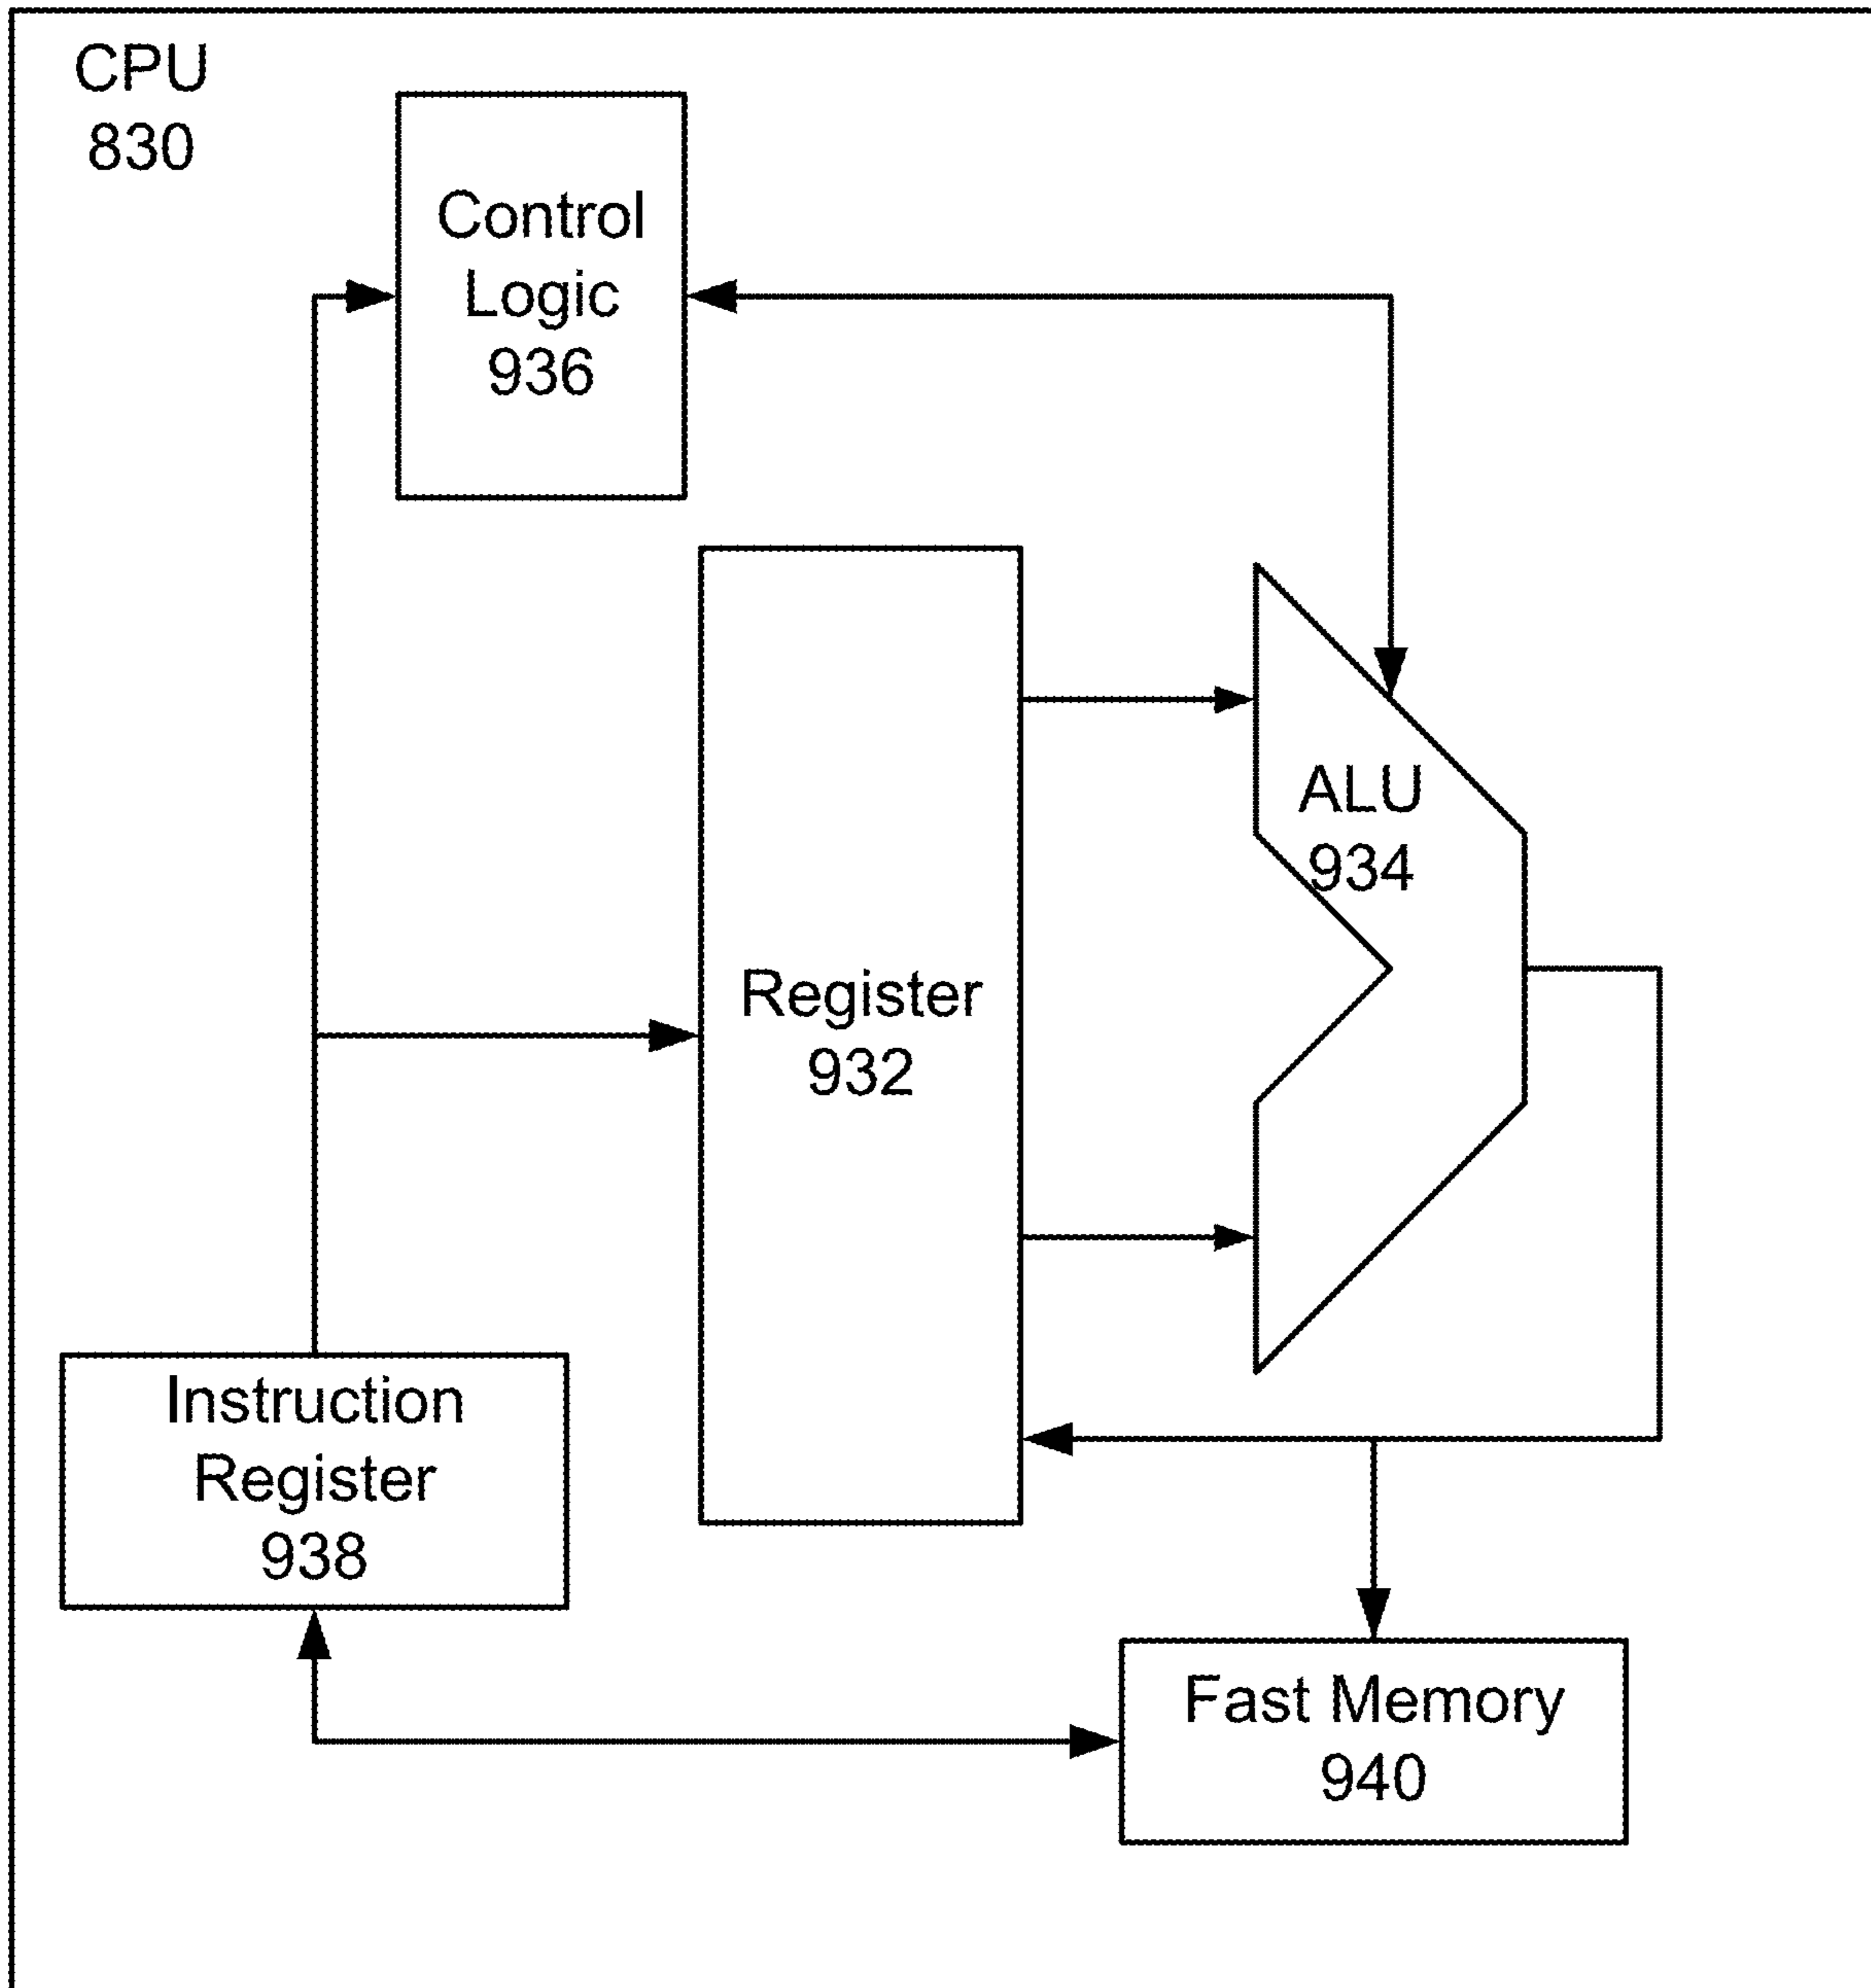 CPU
830
Control
Logic
936
ALU
934
Register
932
Instruction
Register
938
Fast Memory
940